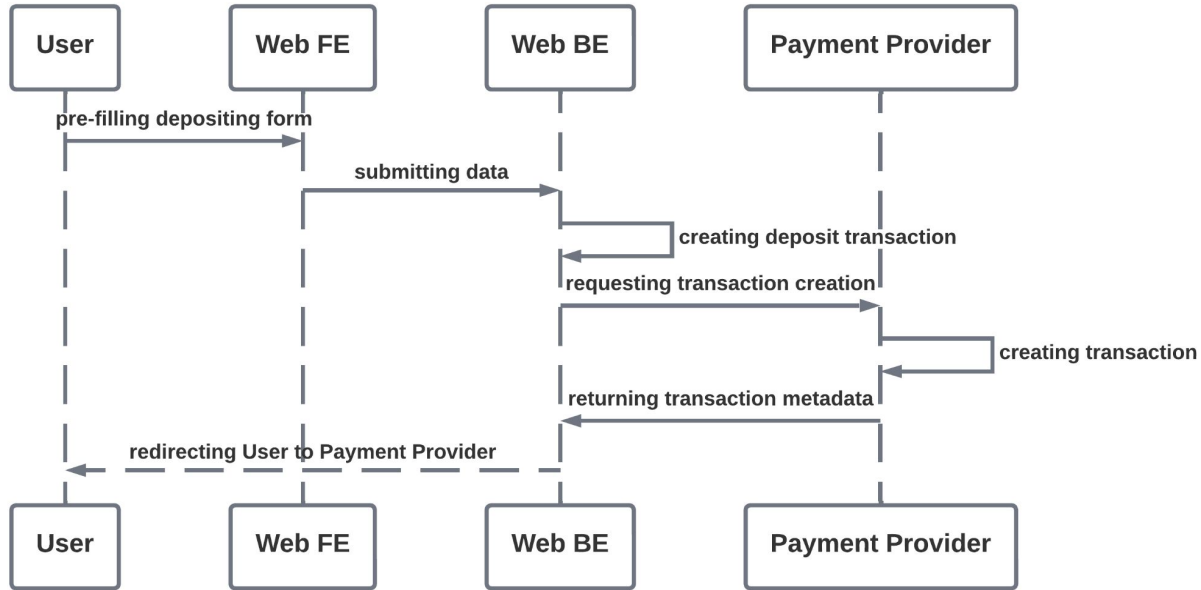 User
Web FE
Web BE
Payment Provider
pre-filling depositing form
submitting data
creating deposit transaction
requesting transaction creation
creating transaction
returning transaction metadata
redirecting User to Payment Provider
User
Web FE
Web BE
Payment Provider